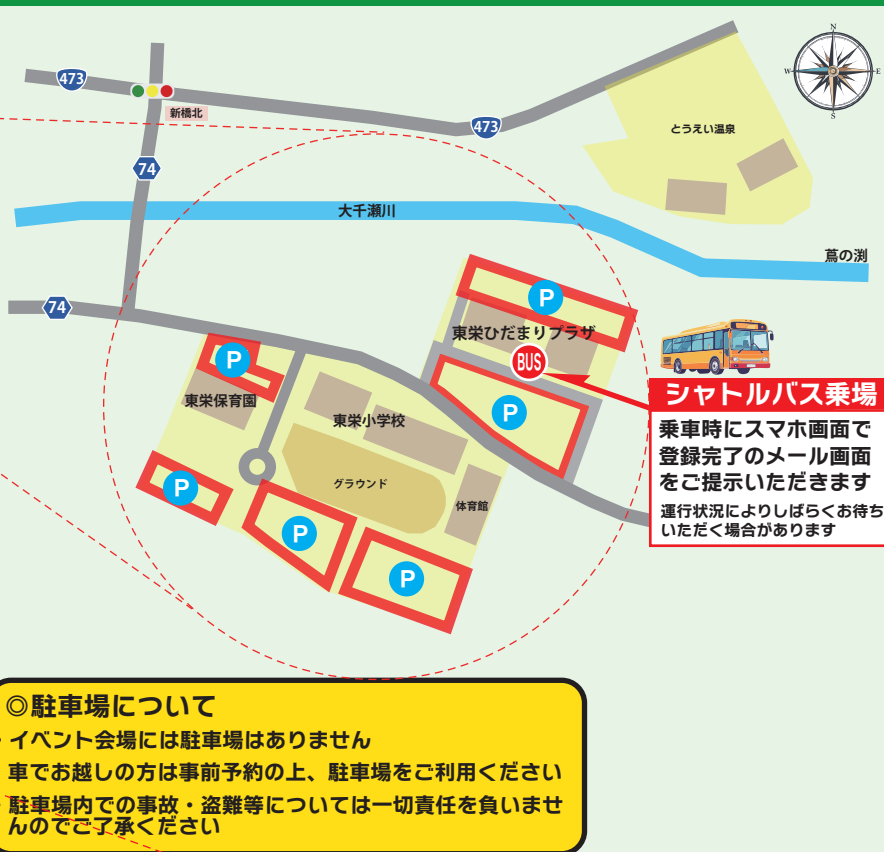 N
W
E
S
473
新橋北
473
とうえい温泉
74
大千瀬川
蔦の渕
74
P
東栄ひだまりプラザ
BUS
P
P
東栄保育園
東栄小学校
シャトルバス乗場
乗車時にスマホ画面で
登録完了のメール画面
をご提示いただきます
運行状況によりしばらくお待ち
いただく場合があります
グラウンド
体育館
P
P
P
◎駐車場について
・イベント会場には駐車場はありません
車でお越しの方は事前予約の上、駐車場をご利用ください
・駐車場内での事故・盗難等については一切責任を負いませ
んのでご了承ください